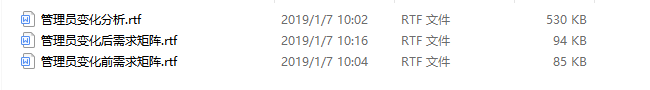 管理员变化分析.rtf 2019/1/7 10:02 RTF 文件 530 KB
管理员变化后需求矩阵.rtf 2019/1/7 10:16 RTF 文件 94 KB
管理员变化前需求矩阵.rtf 2019/1/7 10:04 RTF 文件 85 KB